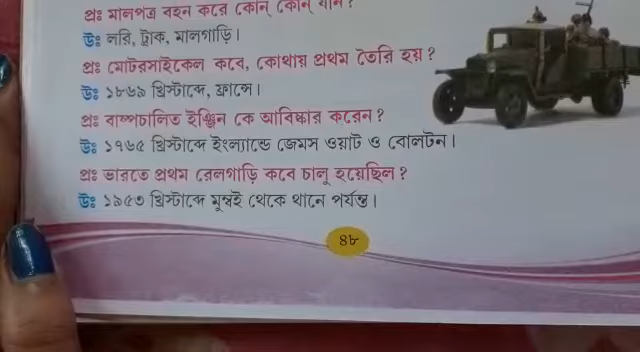 প্রঃ মালপত্র বহন করে কোন্ কোন্ যান?
উঃ লরি, ট্রাক, মালগাড়ি।
প্রঃ মোটরসাইকেল কবে, কোথায় প্রথম তৈরি হয়?
উঃ ১৮৬৯ খ্রিস্টাব্দে, ফ্রান্সে।
প্রঃ বাষ্পচালিত ইঞ্জিন কে আবিষ্কার করেন?
উঃ ১৭৬৫ খ্রিস্টাব্দে ইংল্যান্ডে জেমস ওয়াট ও বোলটন।
প্রঃ ভারতে প্রথম রেলগাড়ি কবে চালু হয়েছিল?
উঃ ১৯৫৩ খ্রিস্টাব্দে মুম্বই থেকে থানে পর্যন্ত।
৪৮